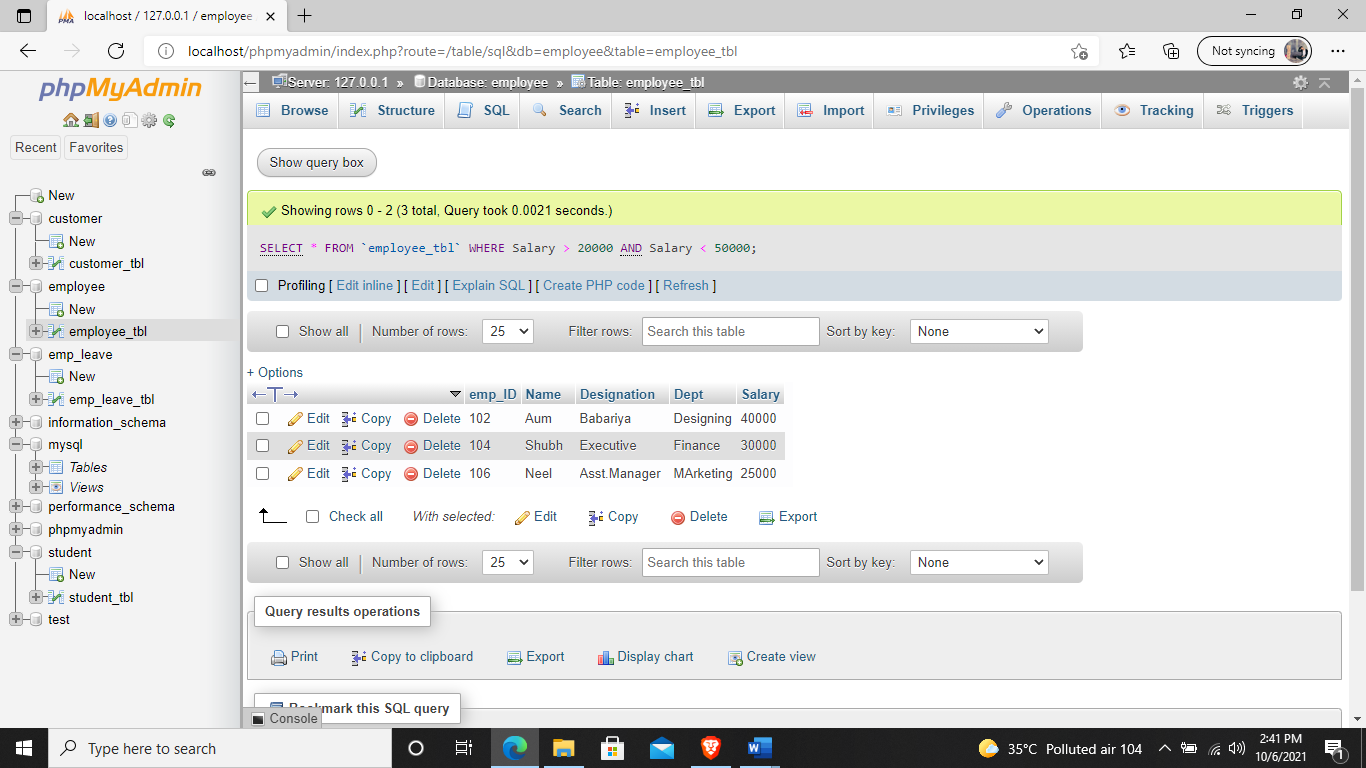 localhost / 127.0.0.1 / employee
localhost/phpmyadmin/index.php?route=/table/sql&db=employee&table=employee_tbl
Not syncing
phpMyAdmin
Recent Favorites
New
customer
New
customer_tbl
employee
New
employee_tbl
emp_leave
New
emp_leave_tbl
information_schema
mysql
Tables
Views
performance_schema
phpmyadmin
student
New
student_tbl
test
Server: 127.0.0.1 » Database: employee » Table: employee_tbl
Browse Structure SQL Search Insert Export Import Privileges Operations Tracking Triggers
Show query box
Showing rows 0 - 2 (3 total, Query took 0.0021 seconds.)
SELECT * FROM `employee_tbl` WHERE Salary > 20000 AND Salary < 50000;
Profiling [ Edit inline ] [ Edit ] [ Explain SQL ] [ Create PHP code ] [ Refresh ]
Show all Number of rows: 25 Filter rows: Search this table Sort by key: None
+ Options
←T→ emp_ID Name Designation Dept Salary
Edit Copy Delete 102 Aum Babariya Designing 40000
Edit Copy Delete 104 Shubh Executive Finance 30000
Edit Copy Delete 106 Neel Asst.Manager MArketing 25000
Check all With selected: Edit Copy Delete Export
Show all Number of rows: 25 Filter rows: Search this table Sort by key: None
Query results operations
Print Copy to clipboard Export Display chart Create view
Bookmark this SQL query
Console
Type here to search
35°C Polluted air 104
2:41 PM
10/6/2021
1